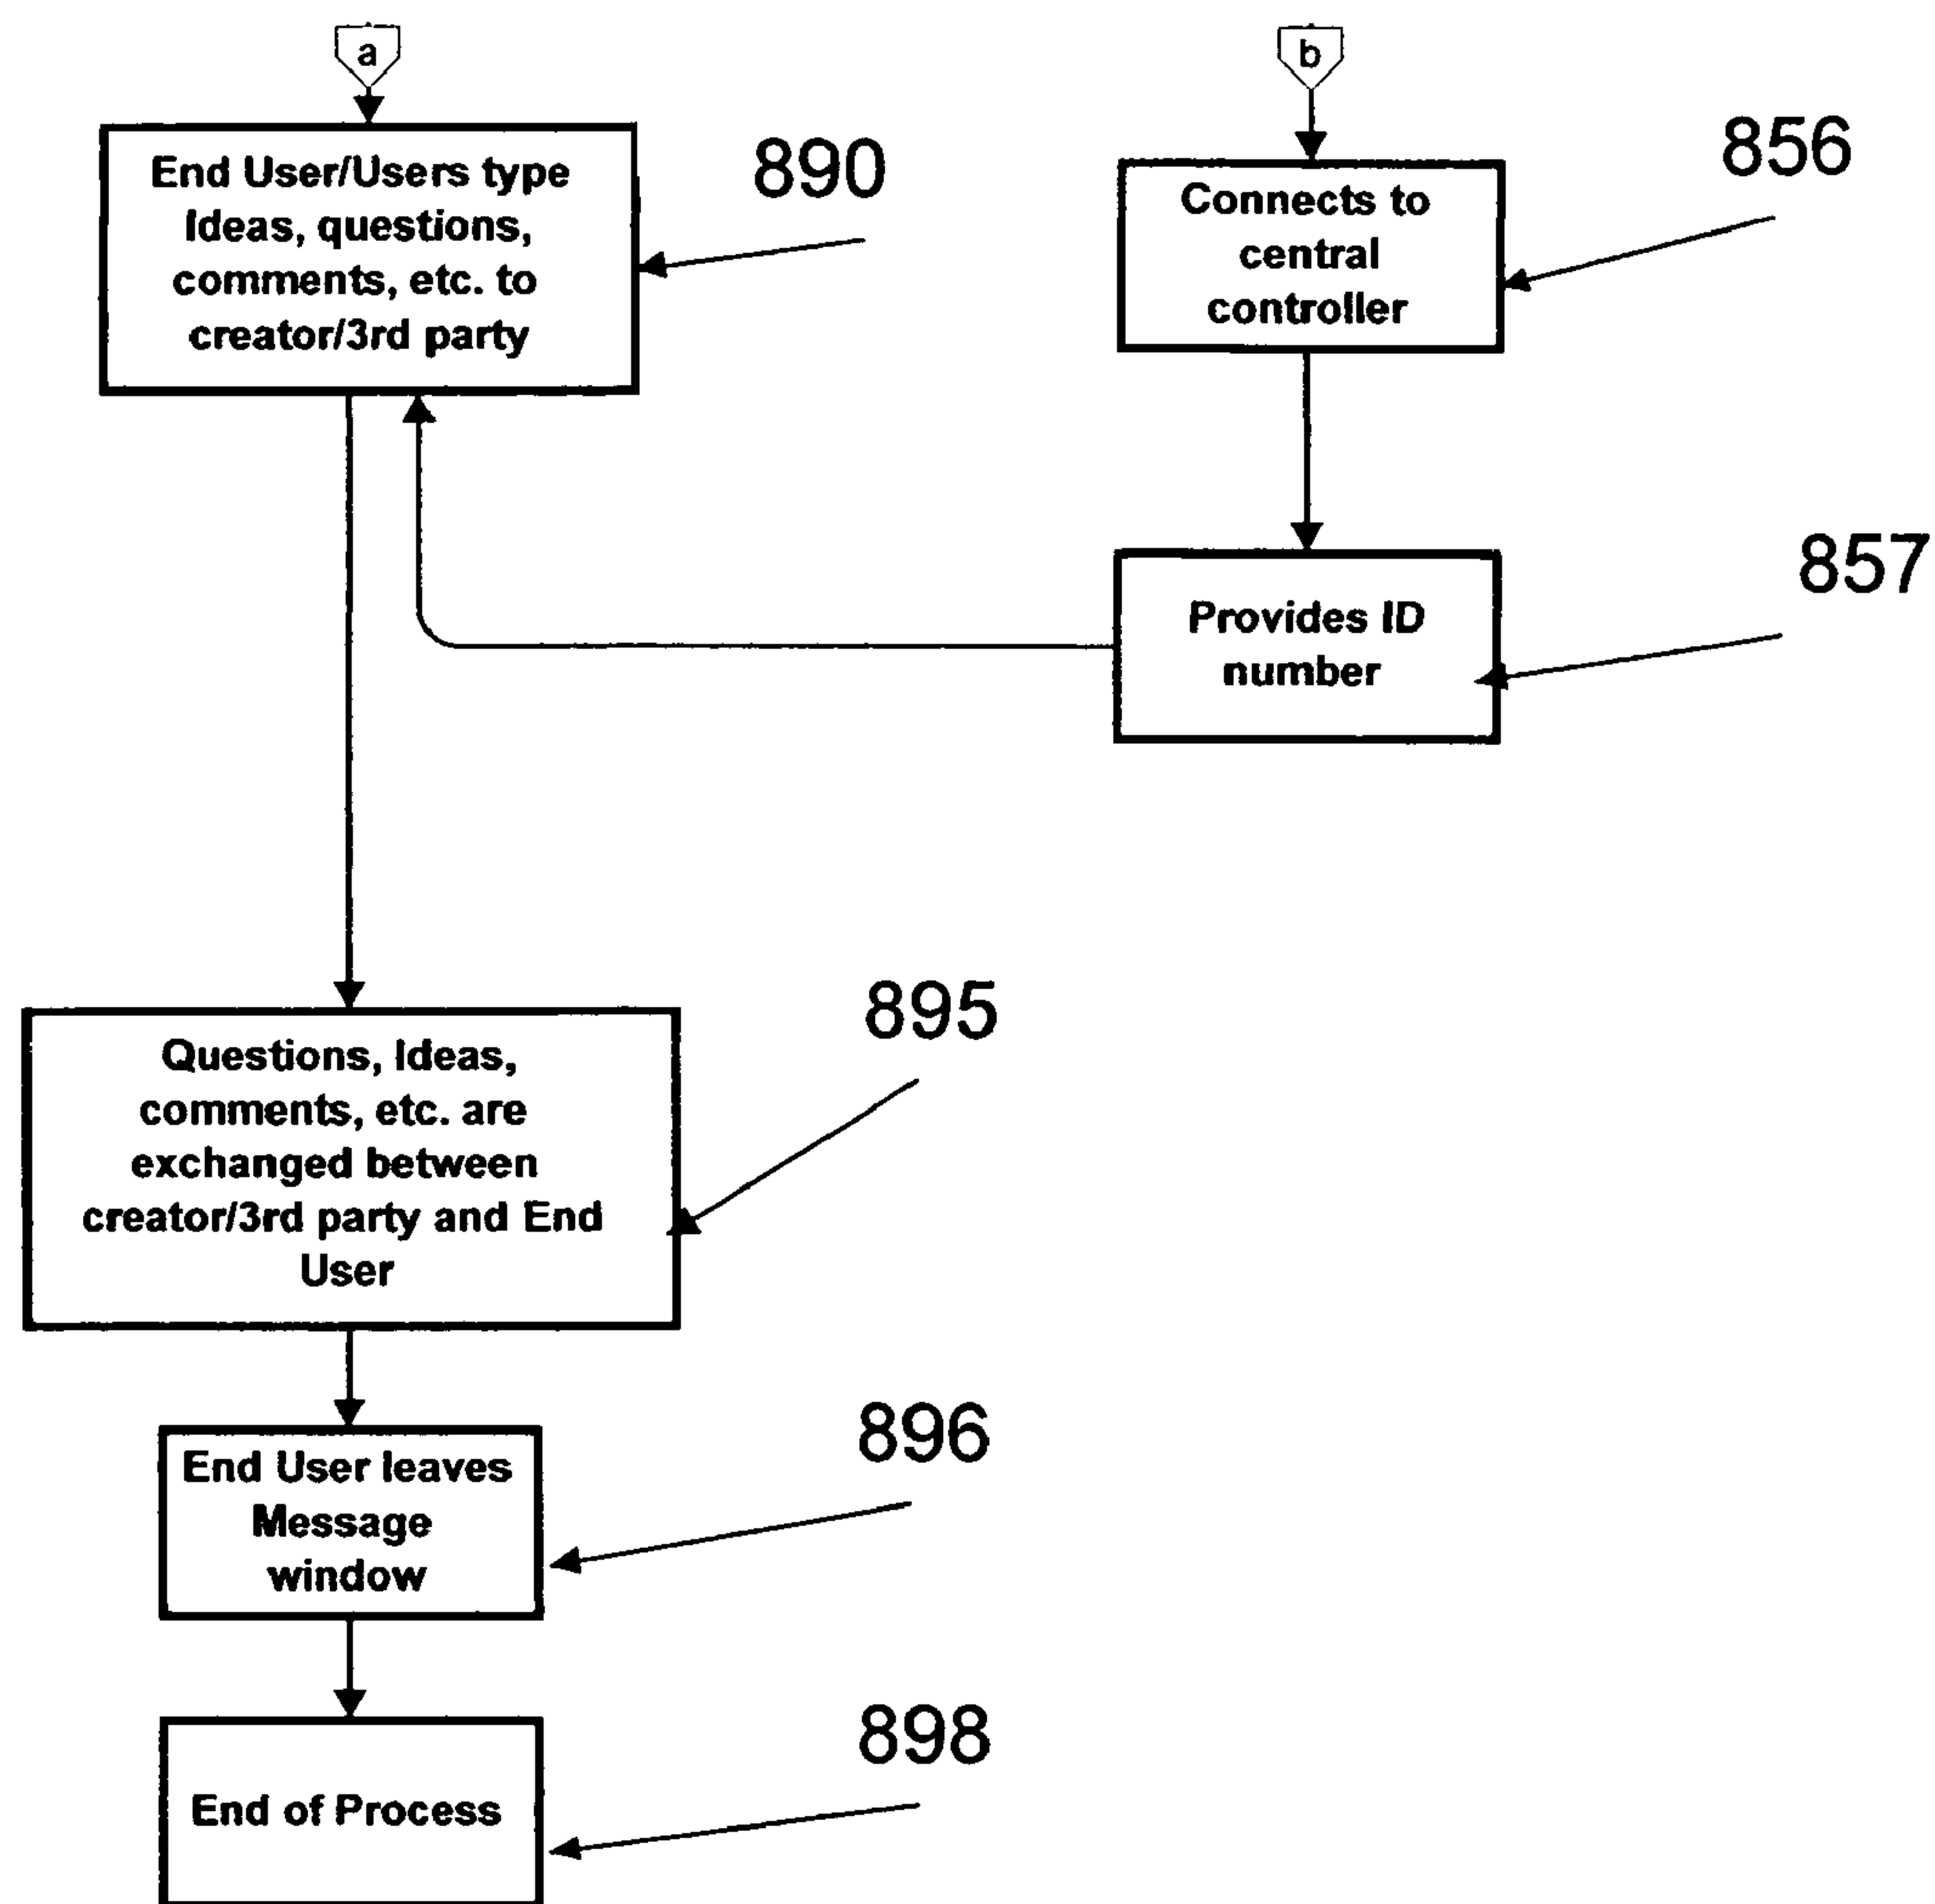 a
End User/Users type
Ideas, questions,
comments, etc. to
creator/3rd party
890
b
Connects to
central
controller
856
Provides ID
number
857
Questions, Ideas,
comments, etc. are
exchanged between
creator/3rd party and End
User
895
End User leaves
Message
window
896
End of Process
898